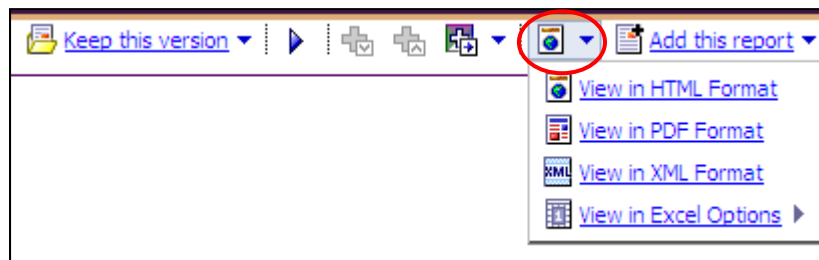 Keep this version Add this report
View in HTML Format
View in PDF Format
XML View in XML Format
View in Excel Options